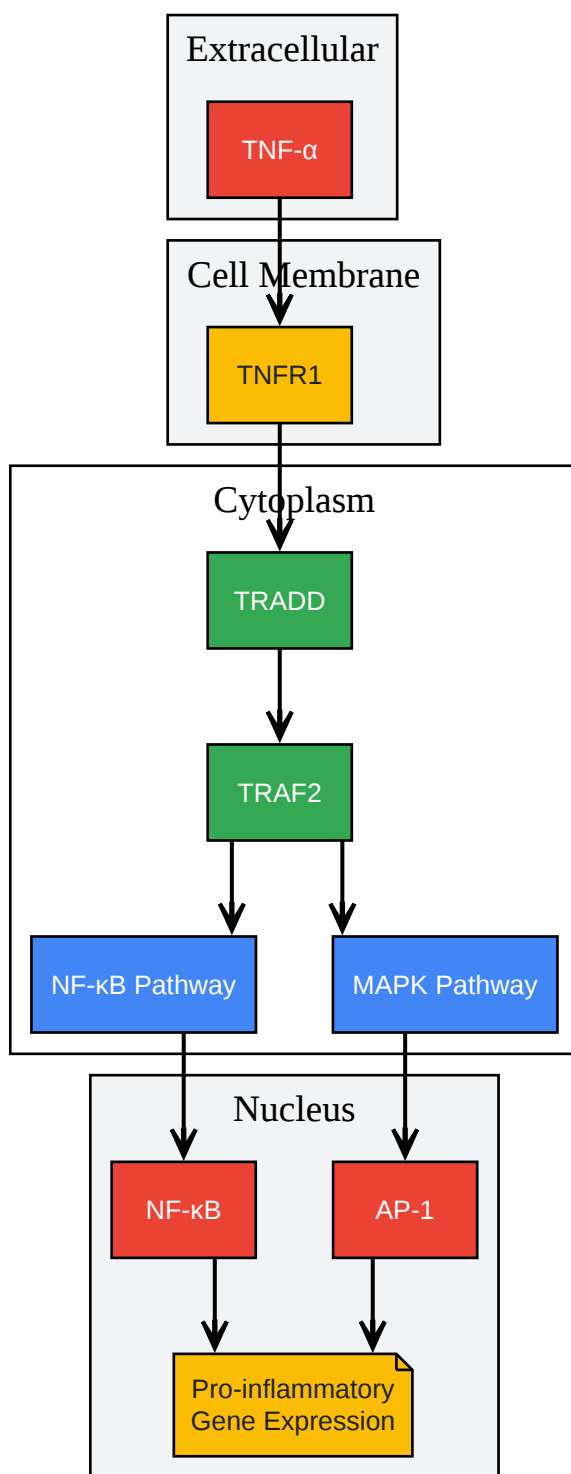 Extracellular
TNF-α
Cell Membrane
TNFR1
Cytoplasm
TRADD
TRAF2
NF-κB Pathway
MAPK Pathway
Nucleus
NF-κB
AP-1
Pro-inflammatory
Gene Expression